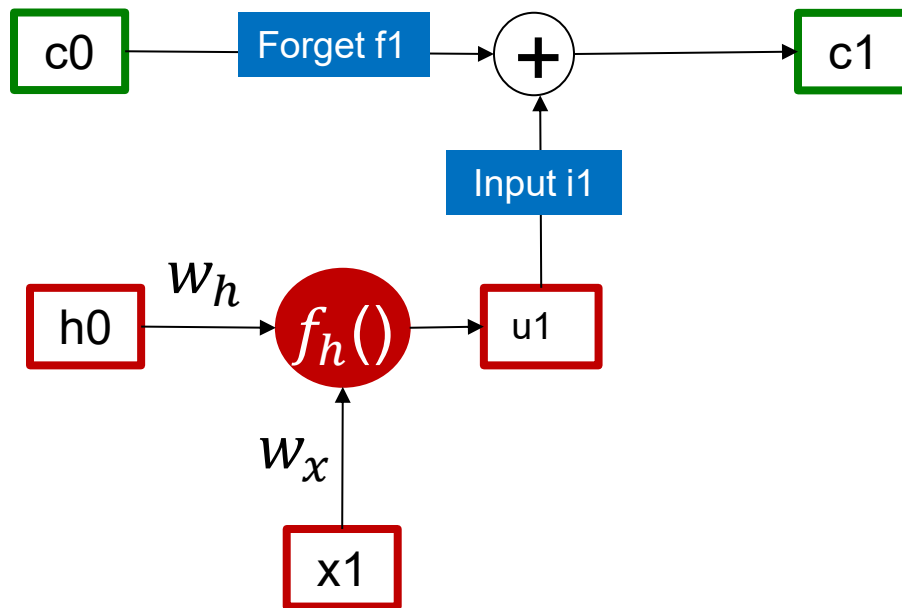 c0
Forget f1
+
c1
Input i1
h0
w_h
f_h()
u1
w_x
x1